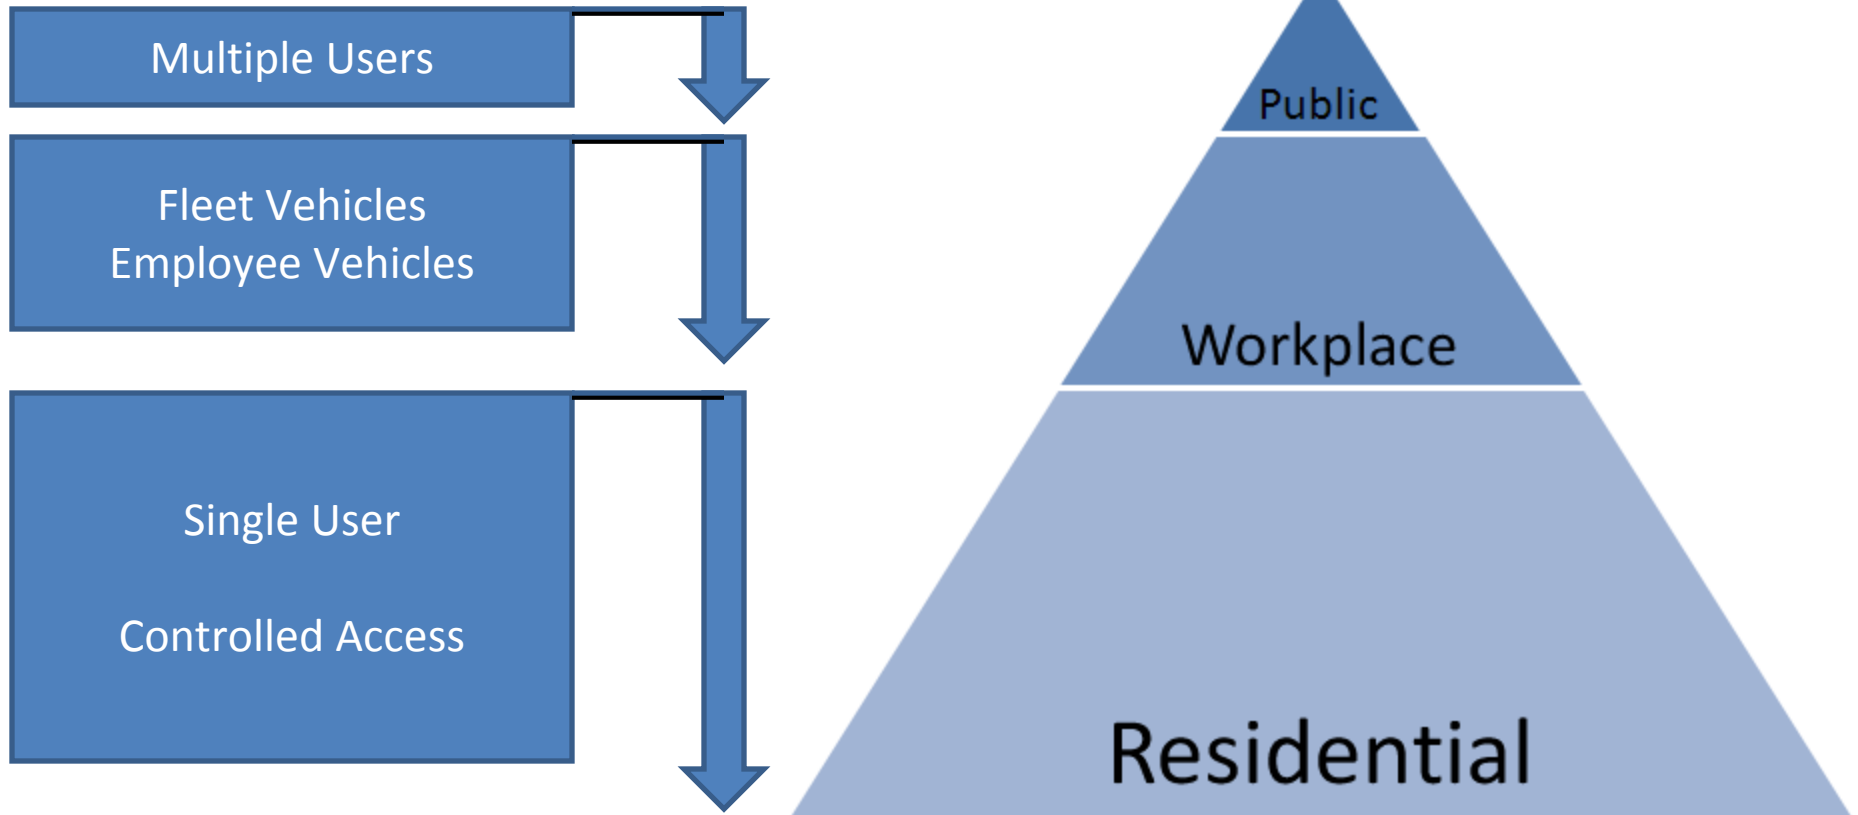 Multiple Users
Public
Fleet Vehicles
Employee Vehicles
Workplace
Single User
Controlled Access
Residential